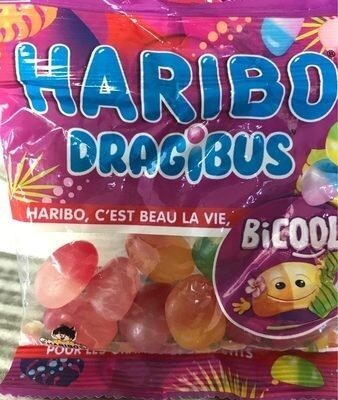 HARIBO
DRAGiBUS
HARIBO, C'EST BEAU LA VIE,
BiCOOL
POUR LES